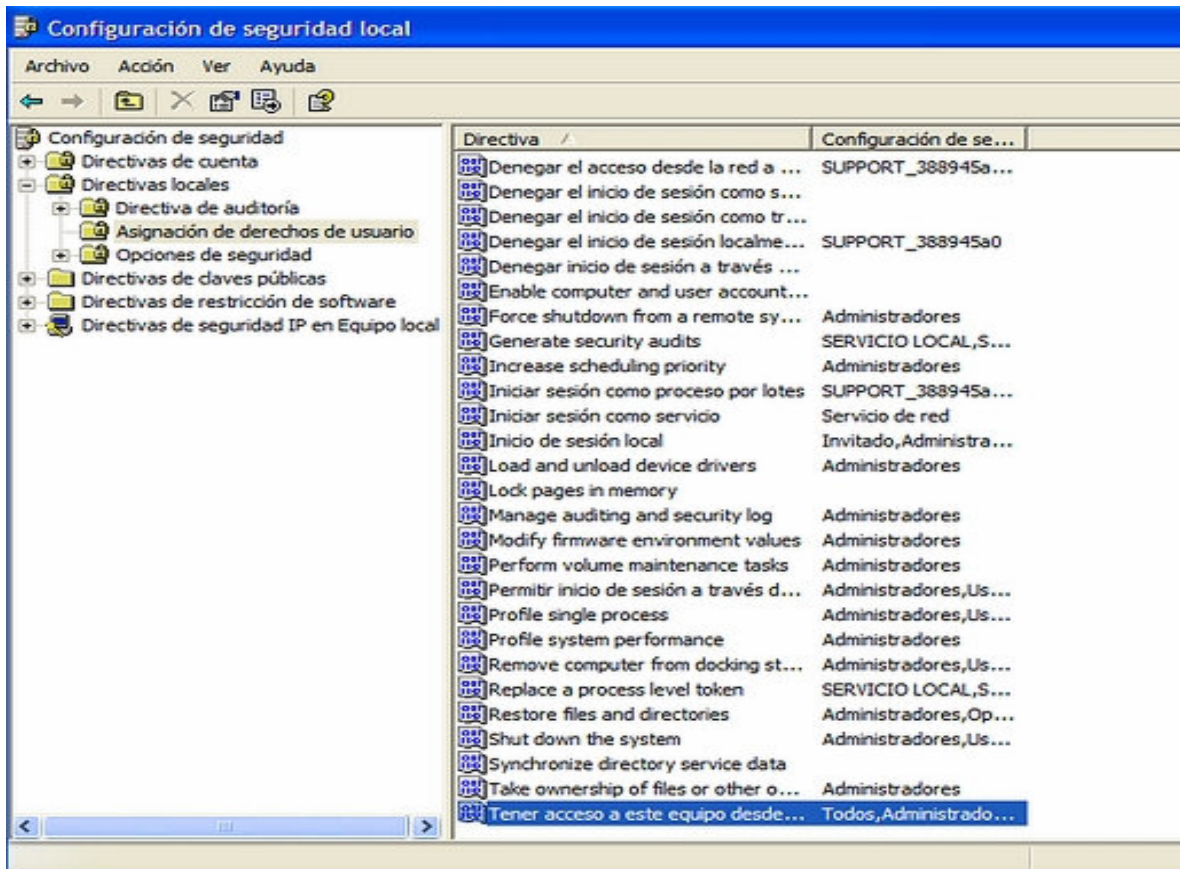 Configuración de seguridad local
Archivo Acción Ver Ayuda
Configuración de seguridad
Directivas de cuenta
Directivas locales
Directiva de auditoría
Asignación de derechos de usuario
Opciones de seguridad
Directivas de claves públicas
Directivas de restricción de software
Directivas de seguridad IP en Equipo local
Directiva Configuración de se...
Denegar el acceso desde la red a ... SUPPORT_388945a...
Denegar el inicio de sesión como s...
Denegar el inicio de sesión como tr...
Denegar el inicio de sesión localme... SUPPORT_388945a0
Denegar inicio de sesión a través ...
Enable computer and user account...
Force shutdown from a remote sy... Administradores
Generate security audits SERVICIO LOCAL,S...
Increase scheduling priority Administradores
Iniciar sesión como proceso por lotes SUPPORT_388945a...
Iniciar sesión como servicio Servicio de red
Inicio de sesión local Invitado,Administra...
Load and unload device drivers Administradores
Lock pages in memory
Manage auditing and security log Administradores
Modify firmware environment values Administradores
Perform volume maintenance tasks Administradores
Permitir inicio de sesión a través d... Administradores,Us...
Profile single process Administradores,Us...
Profile system performance Administradores
Remove computer from docking st... Administradores,Us...
Replace a process level token SERVICIO LOCAL,S...
Restore files and directories Administradores,Op...
Shut down the system Administradores,Us...
Synchronize directory service data
Take ownership of files or other o... Administradores
Tener acceso a este equipo desde... Todos,Administrado...